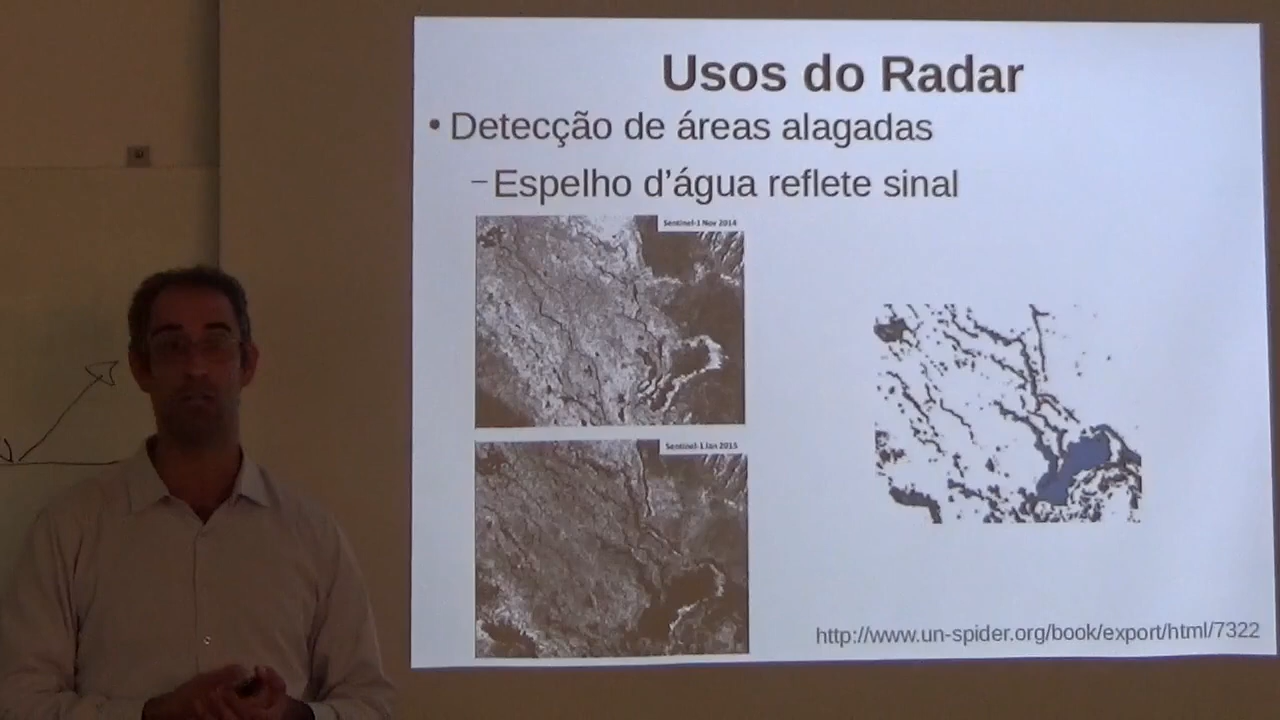 Usos do Radar
• Detecção de áreas alagadas
–Espelho d'água reflete sinal
Sentinel-1 Nov 2014
Sentinel-1 Jan 2015
http://www.un-spider.org/book/export/html/7322